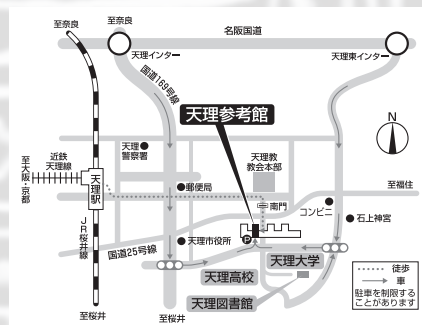 至奈良
至奈良
名阪国道
天理インター
天理東インター
国道169号線
天理参考館
N
天理
警察署
天理教
教会本部
近鉄
天理線
至大阪・京都
天理駅
郵便局
至福住
南門
コンビニ
石上神宮
JR桜井線
天理市役所
P
国道25号線
天理大学
天理高校
天理図書館
徒歩
車
駐車を制限する
ことがあります
至桜井
至桜井